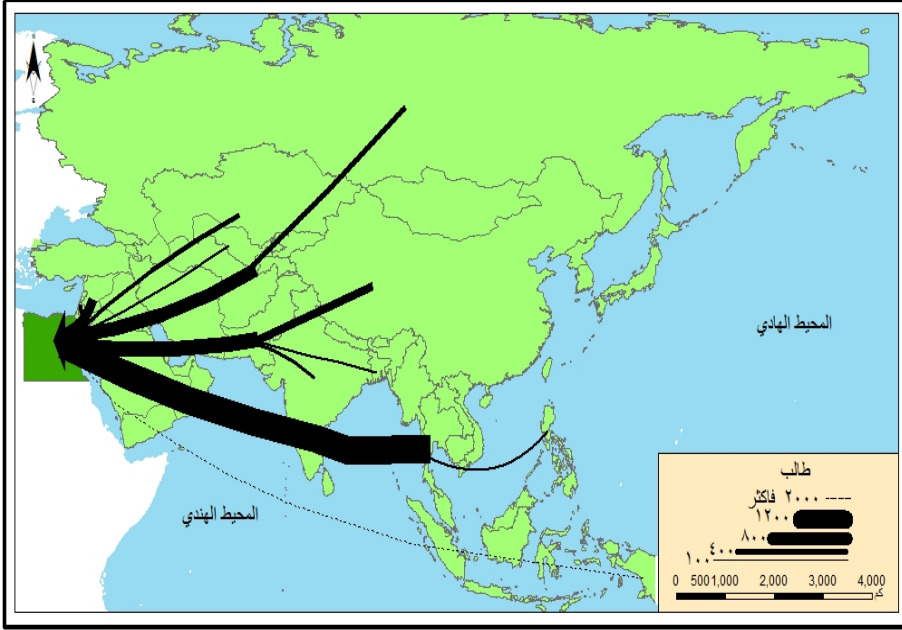 المحيط الهادي
المحيط الهندي
طالب
٢٠٠٠ فاكثر
١٢٠٠
٨٠٠
٤٠٠
١٠٠
0 500 1,000 2,000 3,000 4,000
كم